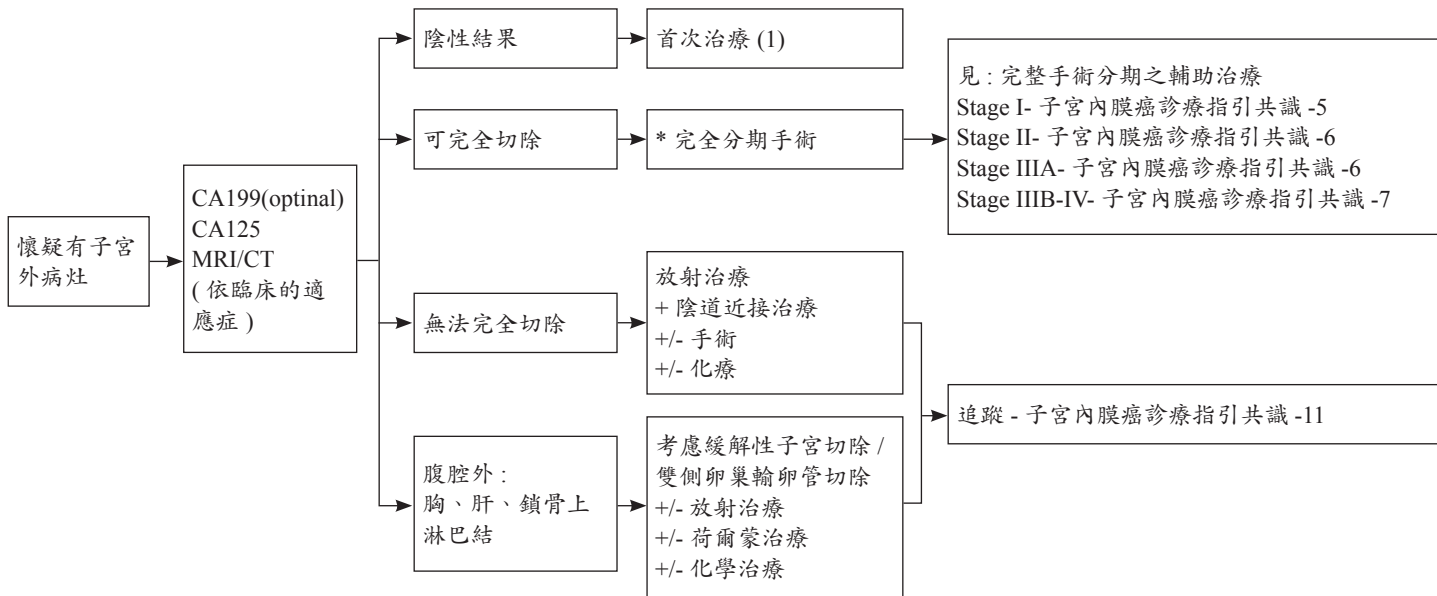 懷疑有子宮
外病灶
CA199(optinal)
CA125
MRI/CT
( 依臨床的適
應症 )
陰性結果
首次治療 (1)
可完全切除
* 完全分期手術
見 : 完整手術分期之輔助治療
Stage I- 子宮內膜癌診療指引共識 -5
Stage II- 子宮內膜癌診療指引共識 -6
Stage IIIA- 子宮內膜癌診療指引共識 -6
Stage IIIB-IV- 子宮內膜癌診療指引共識 -7
無法完全切除
放射治療
+ 陰道近接治療
+/- 手術
+/- 化療
腹腔外 :
胸、肝、鎖骨上
淋巴結
考慮緩解性子宮切除 /
雙側卵巢輸卵管切除
+/- 放射治療
+/- 荷爾蒙治療
+/- 化學治療
追蹤 - 子宮內膜癌診療指引共識 -11